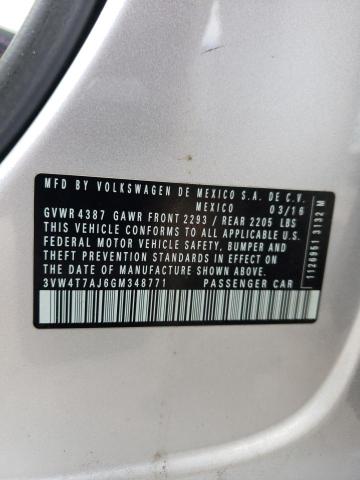 MFD BY VOLKSWAGEN DE MEXICO S.A. DE C.V.
MEXICO 03/16
GVWR 4387 GAWR FRONT 2293 / REAR 2205 LBS
THIS VEHICLE CONFORMS TO ALL APPLICABLE U.S.
FEDERAL MOTOR VEHICLE SAFETY, BUMPER AND
THEFT PREVENTION STANDARDS IN EFFECT ON THE
DATE OF MANUFACTURE SHOWN ABOVE.
3VW4T7AJ6GM348771 PASSENGER CAR
1126951 3132 M